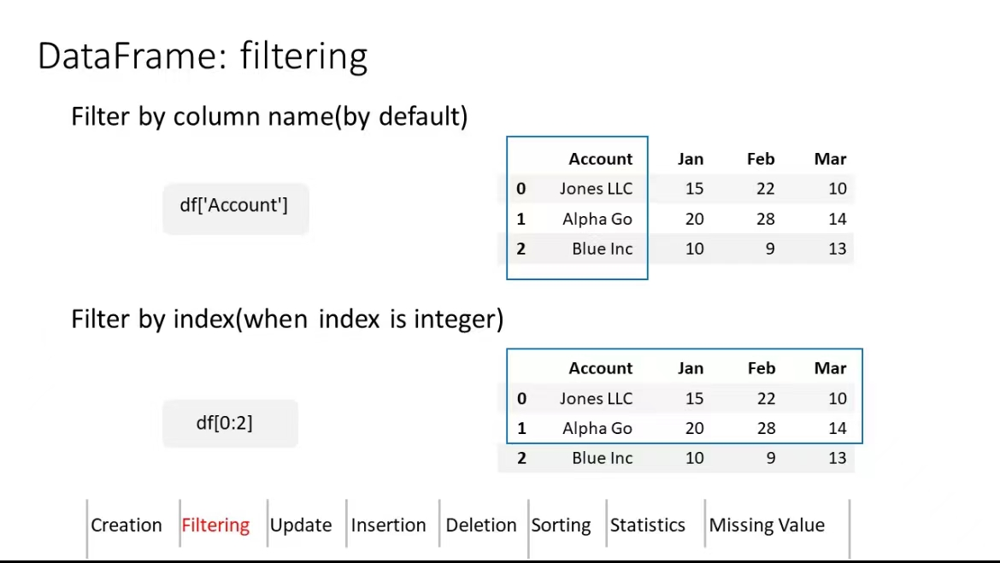 DataFrame: filtering
Filter by column name(by default)
df['Account']
Account Jan Feb Mar
0 Jones LLC 15 22 10
1 Alpha Go 20 28 14
2 Blue Inc 10 9 13
Filter by index(when index is integer)
df[0:2]
Account Jan Feb Mar
0 Jones LLC 15 22 10
1 Alpha Go 20 28 14
2 Blue Inc 10 9 13
Creation Filtering Update Insertion Deletion Sorting Statistics Missing Value